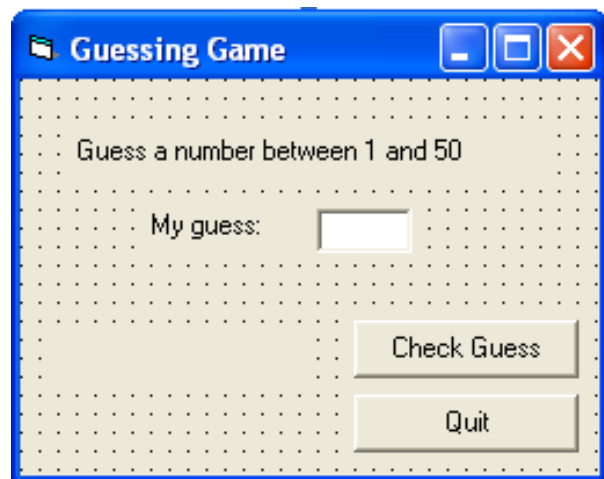 Guessing Game
Guess a number between 1 and 50
My guess:
Check Guess
Quit